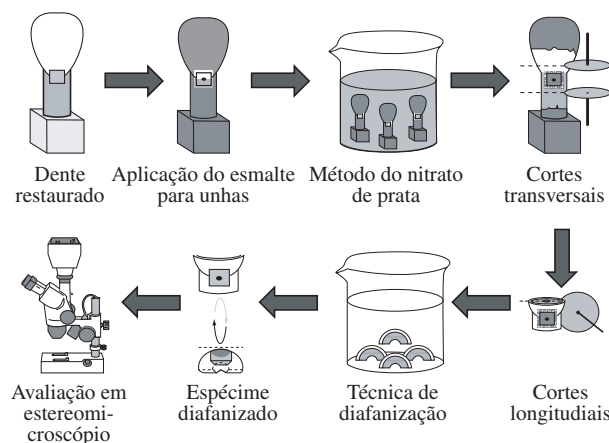 Dente
restaurado
Aplicação do esmalte
para unhas
Método do nitrato
de prata
Cortes
transversais
Avaliação em
estereomi-
croscópio
Espécime
diafanizado
Técnica de
diafanização
Cortes
longitudiais